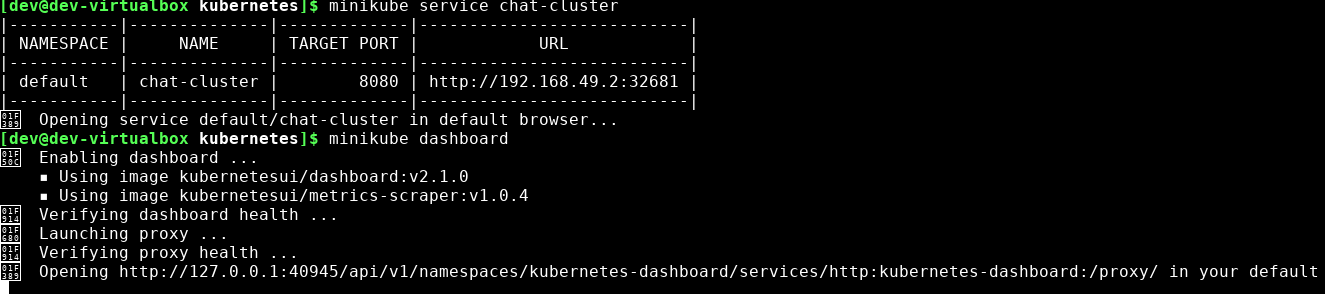 [dev@dev-virtualbox kubernetes]$ minikube service chat-cluster
|-----------|--------------|-------------|---------------------------|
| NAMESPACE |     NAME     | TARGET PORT |            URL            |
|-----------|--------------|-------------|---------------------------|
| default   | chat-cluster |        8080 | http://192.168.49.2:32681 |
|-----------|--------------|-------------|---------------------------|
01F389  Opening service default/chat-cluster in default browser...
[dev@dev-virtualbox kubernetes]$ minikube dashboard
01F50C  Enabling dashboard ...
    ▪ Using image kubernetesui/dashboard:v2.1.0
    ▪ Using image kubernetesui/metrics-scraper:v1.0.4
01F914  Verifying dashboard health ...
01F680  Launching proxy ...
01F914  Verifying proxy health ...
01F389  Opening http://127.0.0.1:40945/api/v1/namespaces/kubernetes-dashboard/services/http:kubernetes-dashboard:/proxy/ in your default